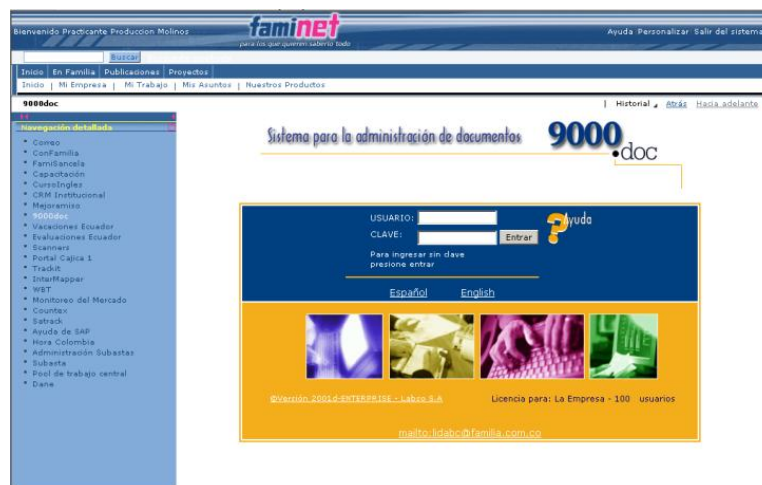 Bienvenido Practicante Produccion Molinos
faminet
para los que quieren saberlo todo
Ayuda Personalizar Salir del sistema
Buscar
Inicio En Familia Publicaciones Proyectos
Inicio | Mi Empresa | Mi Trabajo | Mis Asuntos | Nuestros Productos
9000doc
| Historial Atrás Hacia adelante
Navegación detallada
Correo
ConFamilia
FamiSancela
Capacitación
CursoIngles
CRM Institucional
Mejoremiso
9000doc
Vacaciones Ecuador
Evaluaciones Ecuador
Scanners
Portal Cajica 1
Trackit
InterMapper
WBT
Monitoreo del Mercado
Countex
Satrack
Ayuda de SAP
Hora Colombia
Administración Subastas
Subasta
Pool de trabajo central
Dane
Sistema para la administración de documentos
9000
.doc
USUARIO:
CLAVE:
Entrar
?Ayuda
Para ingresar sin clave
presione entrar
Español English
©Versión 2001d-ENTERPRISE - Labco S.A
Licencia para: La Empresa - 100 usuarios
mailto:lidabc@familia.com.co